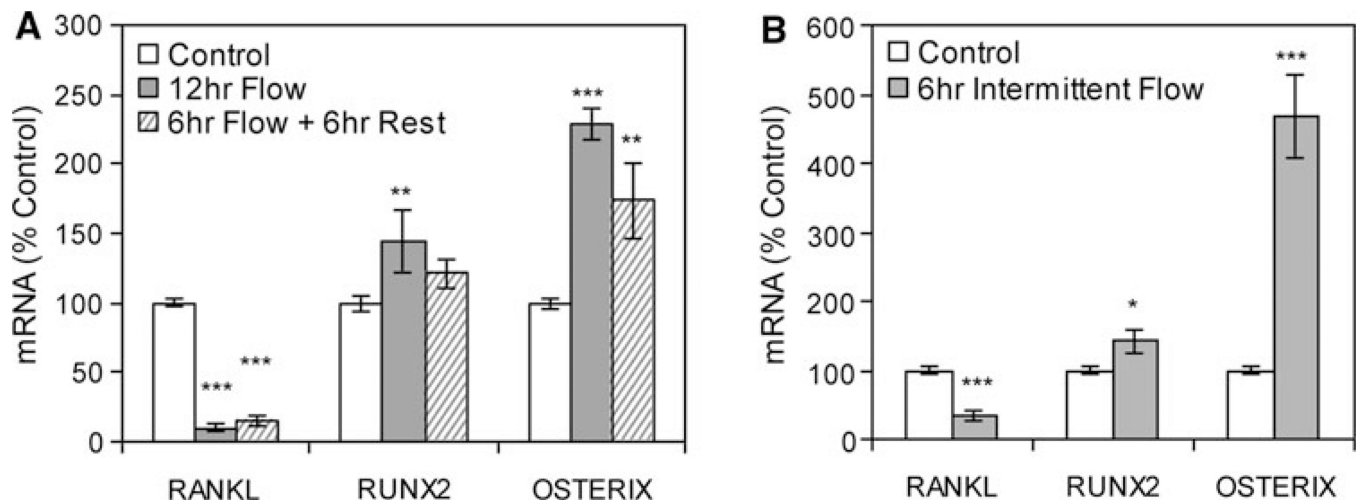 A
mRNA (% Control)
300
250
200
150
100
50
0
Control
12hr Flow
6hr Flow + 6hr Rest
***
***
**
***
**
RANKL
RUNX2
OSTERIX
B
mRNA (% Control)
600
500
400
300
200
100
0
Control
6hr Intermittent Flow
***
*
***
RANKL
RUNX2
OSTERIX